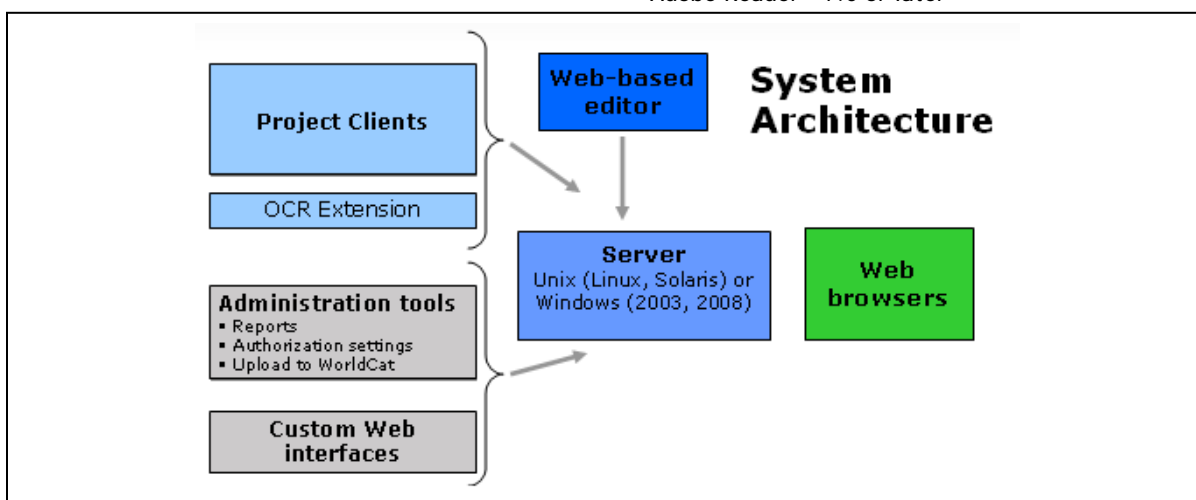 Project Clients
OCR Extension
Administration tools
▪ Reports
▪ Authorization settings
▪ Upload to WorldCat
Custom Web
interfaces
Web-based
editor
Server
Unix (Linux, Solaris) or
Windows (2003, 2008)
System
Architecture
Web
browsers